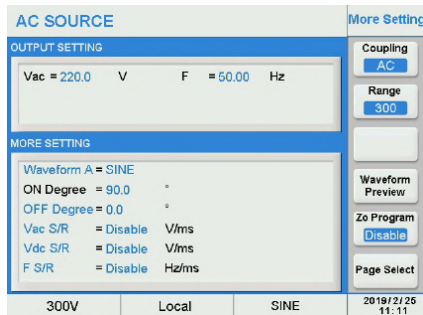 AC SOURCE
More Setting
OUTPUT SETTING
Vac = 220.0 V F = 50.00 Hz
Coupling
AC
Range
300
MORE SETTING
Waveform A = SINE
ON Degree = 90.0 °
OFF Degree = 0.0 °
Vac S/R = Disable V/ms
Vdc S/R = Disable V/ms
F S/R = Disable Hz/ms
Waveform
Preview
Zo Program
Disable
Page Select
300V Local SINE
2019/2/25
11:11